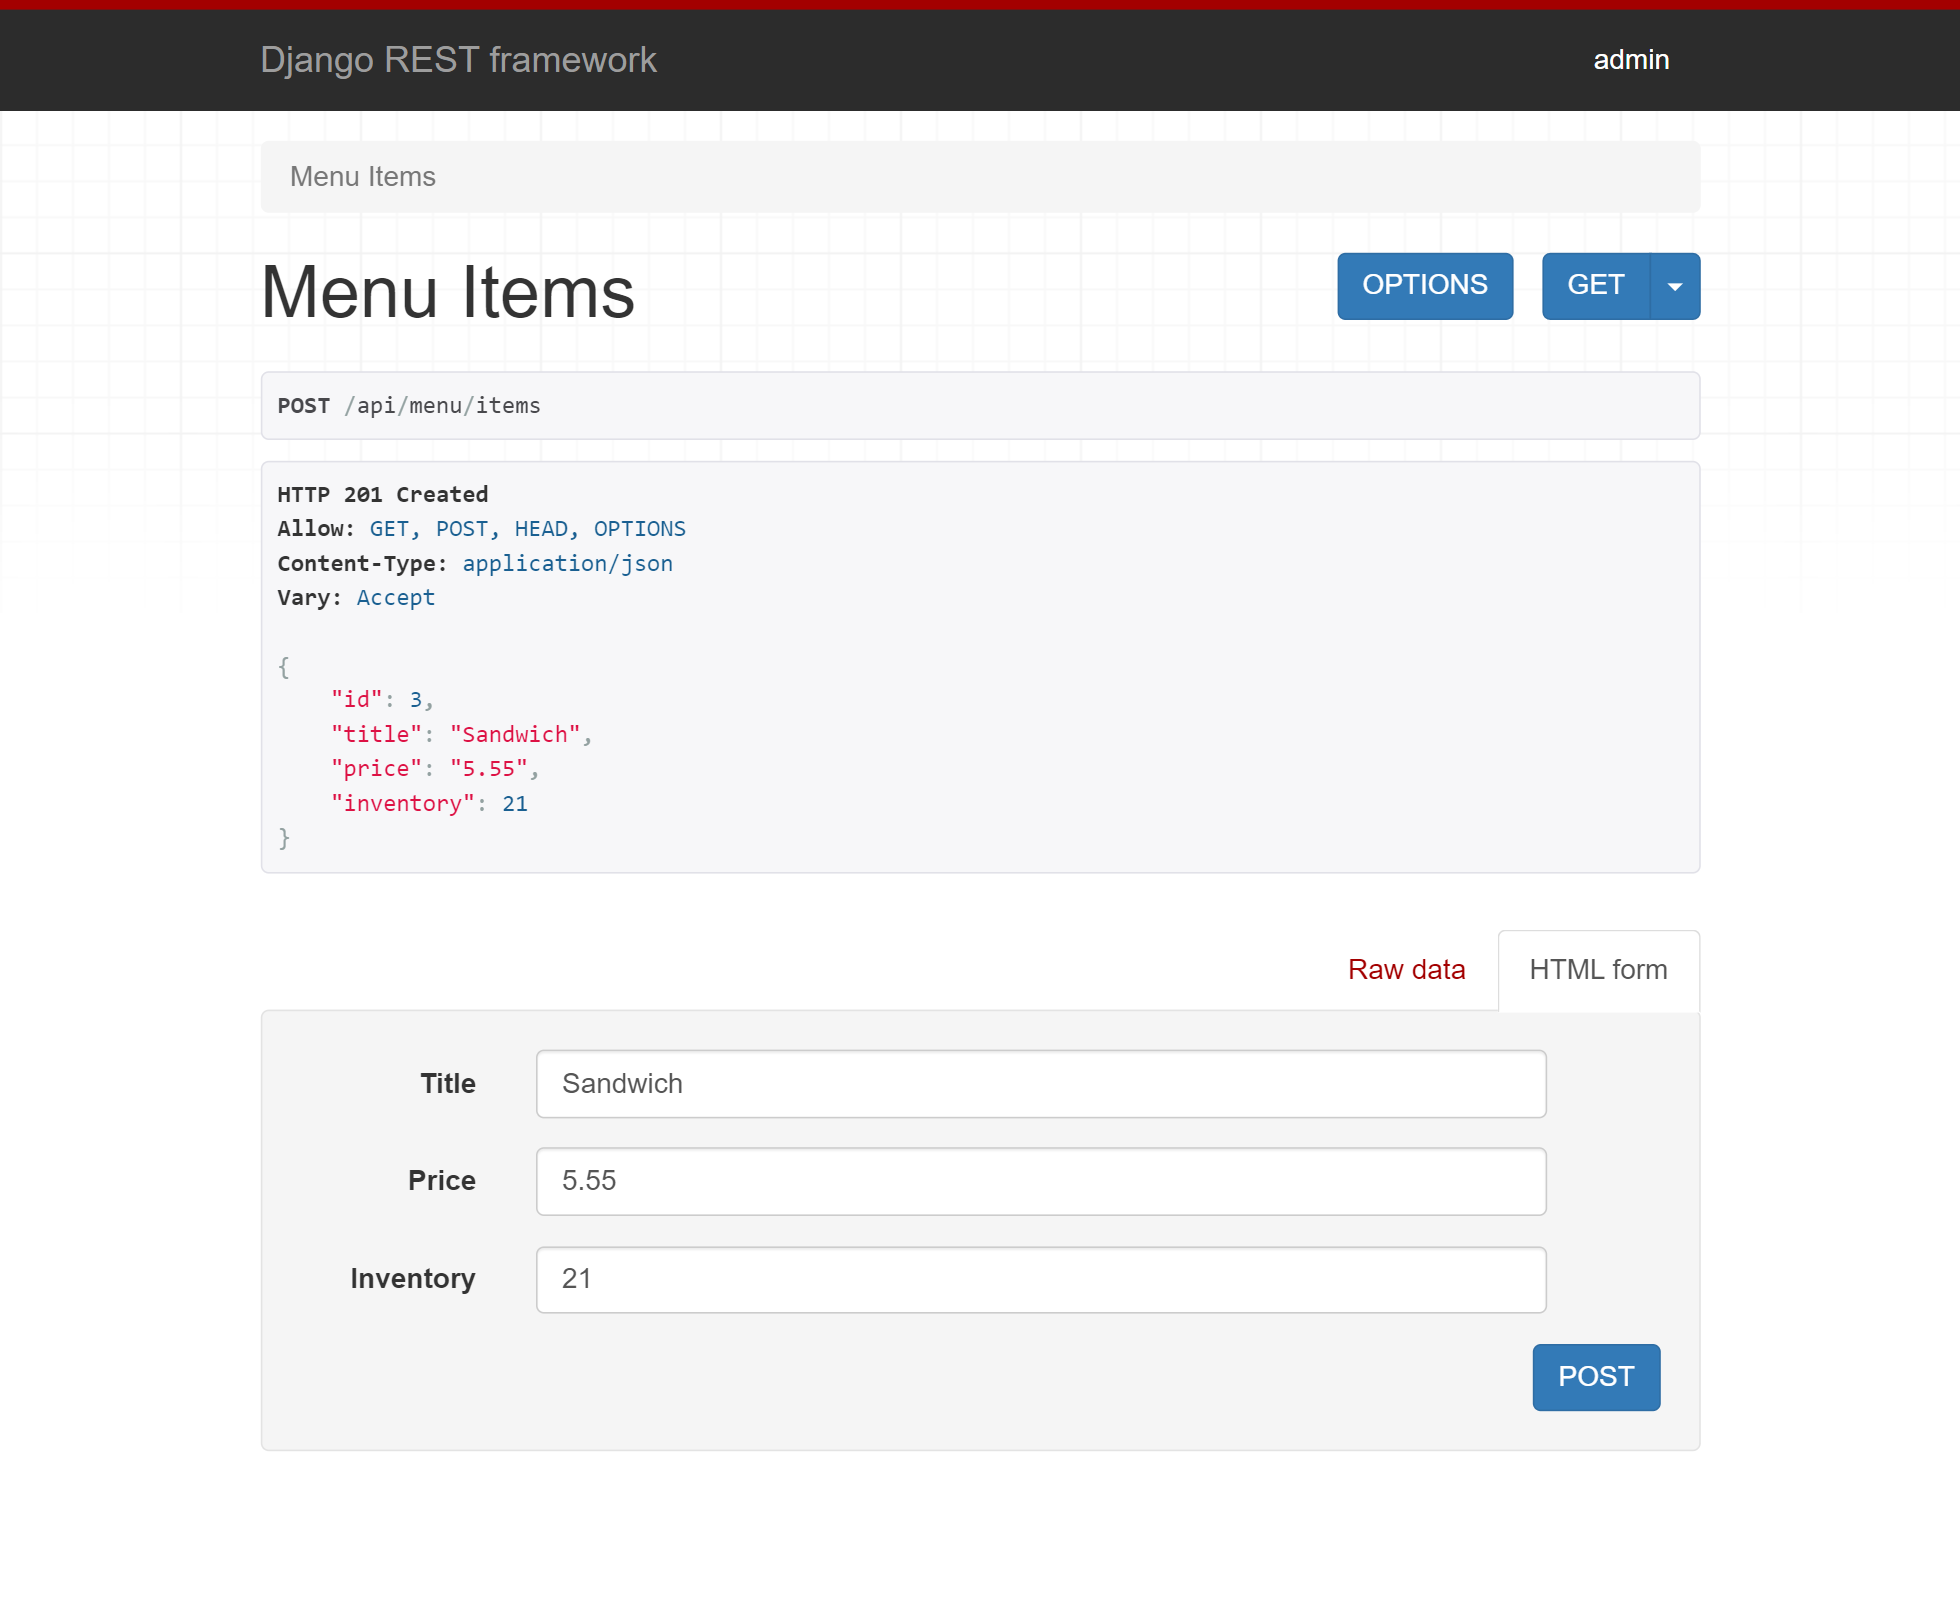 Django REST framework
admin
Menu Items
Menu Items
OPTIONS
GET
POST /api/menu/items
HTTP 201 Created
Allow: GET, POST, HEAD, OPTIONS
Content-Type: application/json
Vary: Accept
{
    "id": 3,
    "title": "Sandwich",
    "price": "5.55",
    "inventory": 21
}
Raw data
HTML form
Title
Sandwich
Price
5.55
Inventory
21
POST